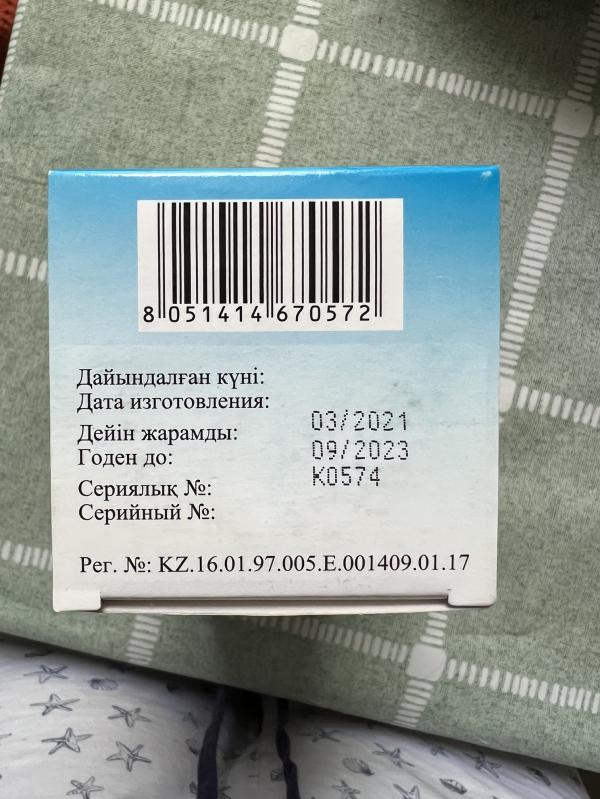 8 051414 670572
Дайындалған күні:
Дата изготовления:
03/2021
Дейін жарамды:
Годен до:
09/2023
Сериялық №:
Серийный №:
K0574
Рег. №: KZ.16.01.97.005.E.001409.01.17